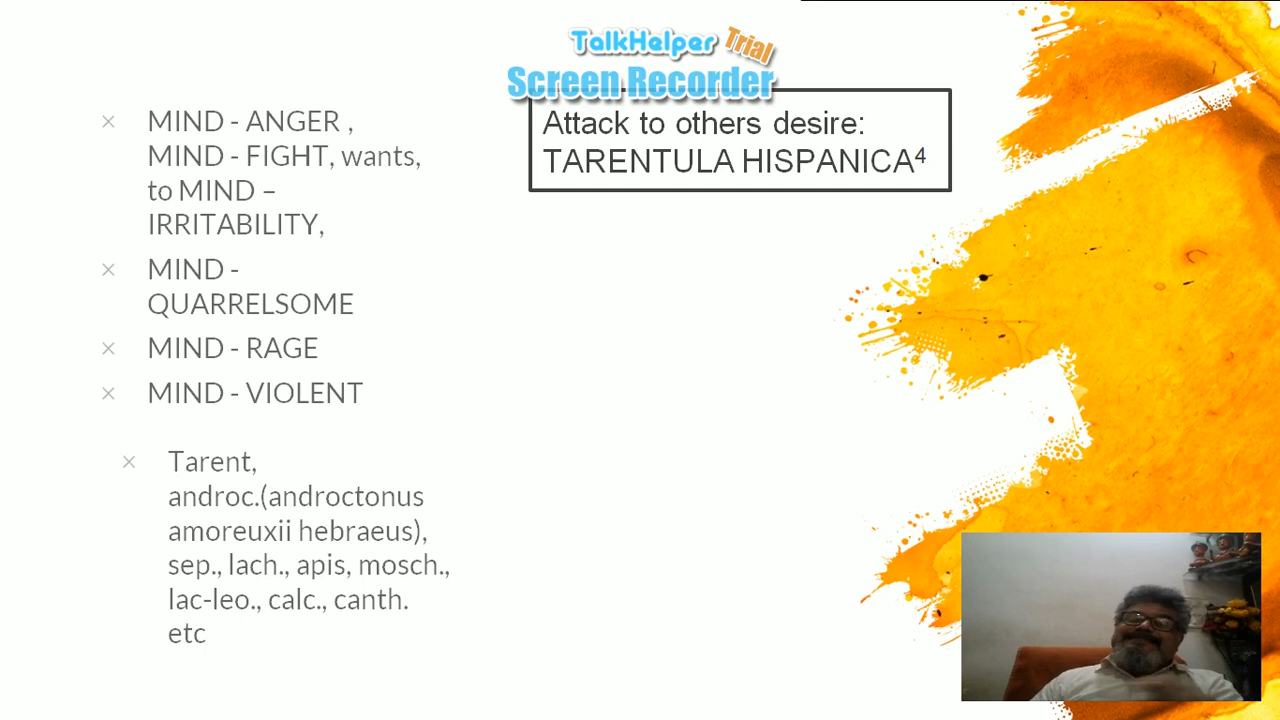 TalkHelper Trial
Screen Recorder
MIND - ANGER ,
MIND - FIGHT, wants,
to MIND –
IRRITABILITY,
MIND -
QUARRELSOME
MIND - RAGE
MIND - VIOLENT
Tarent,
androc.(androctonus
amoreuxii hebraeus),
sep., lach., apis, mosch.,
lac-leo., calc., canth.
etc
Attack to others desire:
TARENTULA HISPANICA⁴